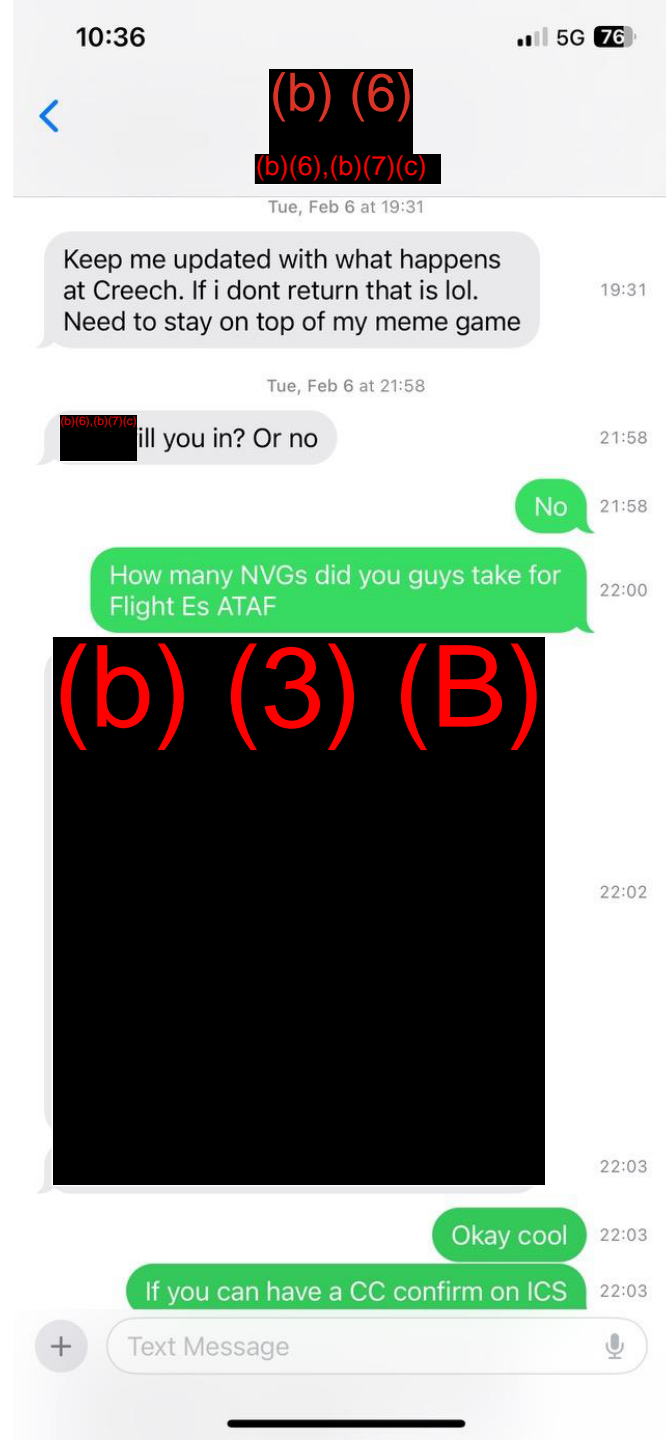 10:36
5G 76
(b) (6)
(b)(6),(b)(7)(c)
Tue, Feb 6 at 19:31
Keep me updated with what happens
at Creech. If i dont return that is lol.
Need to stay on top of my meme game
19:31
Tue, Feb 6 at 21:58
(b)(6),(b)(7)(c)
ill you in? Or no
21:58
No
21:58
How many NVGs did you guys take for
Flight Es ATAF
22:00
(b) (3) (B)
22:02
22:03
Okay cool
22:03
If you can have a CC confirm on ICS
22:03
Text Message